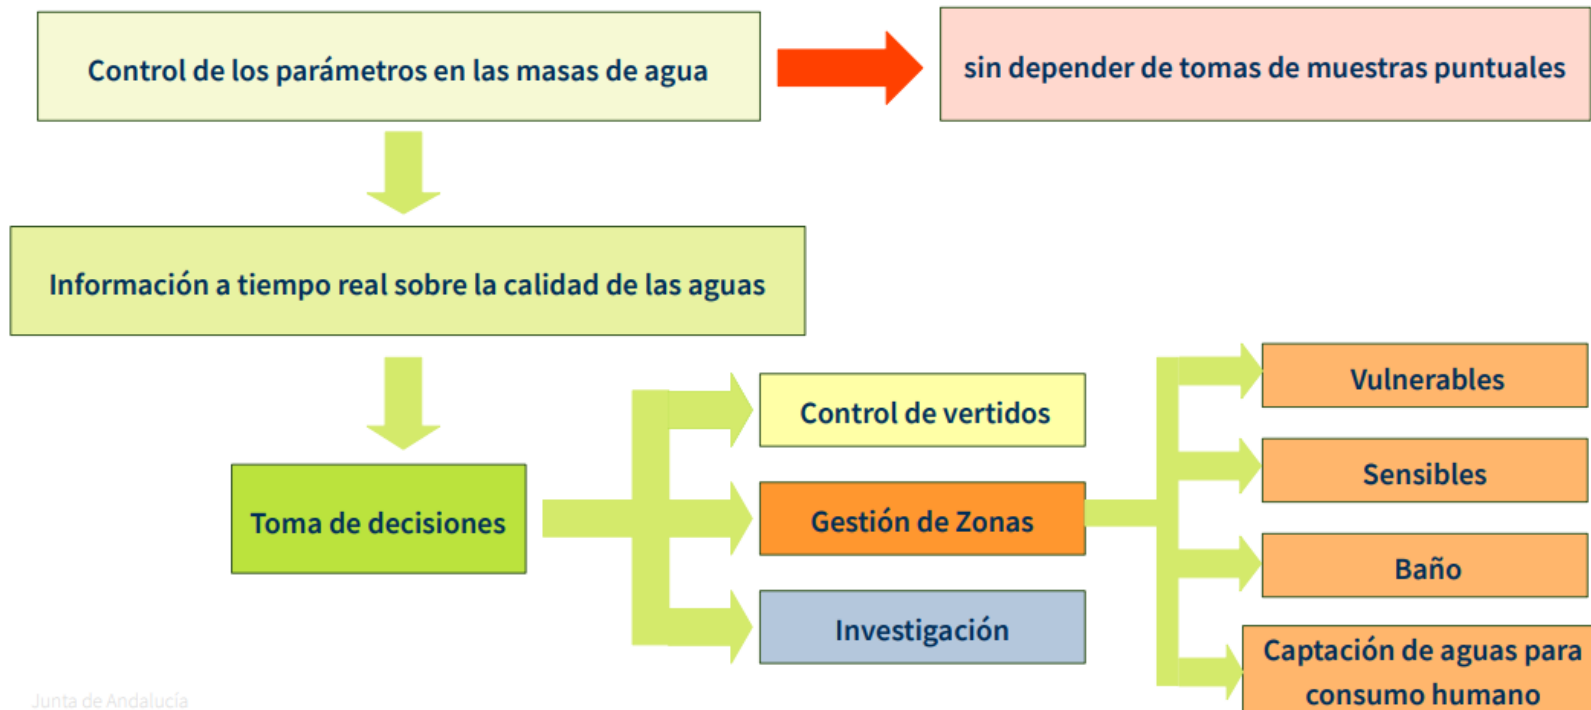 Control de los parámetros en las masas de agua
sin depender de tomas de muestras puntuales
Información a tiempo real sobre la calidad de las aguas
Toma de decisiones
Control de vertidos
Gestión de Zonas
Investigación
Vulnerables
Sensibles
Baño
Captación de aguas para
consumo humano
Junta de Andalucía